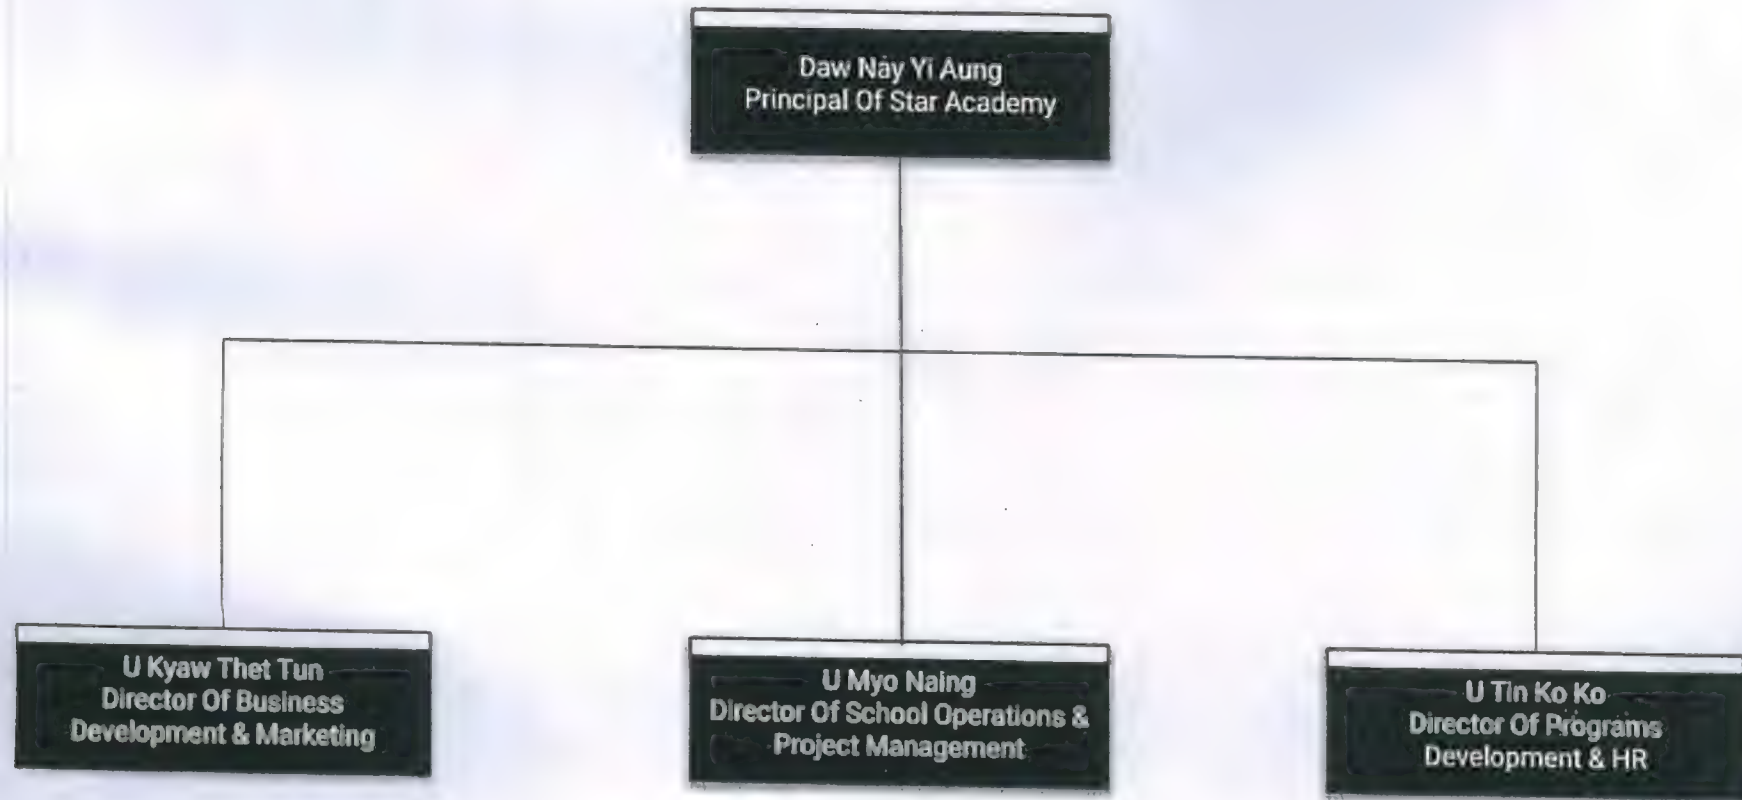 Daw Nay Yi Aung
Principal Of Star Academy
U Kyaw Thet Tun
Director Of Business
Development & Marketing
U Myo Naing
Director Of School Operations &
Project Management
U Tin Ko Ko
Director Of Programs
Development & HR